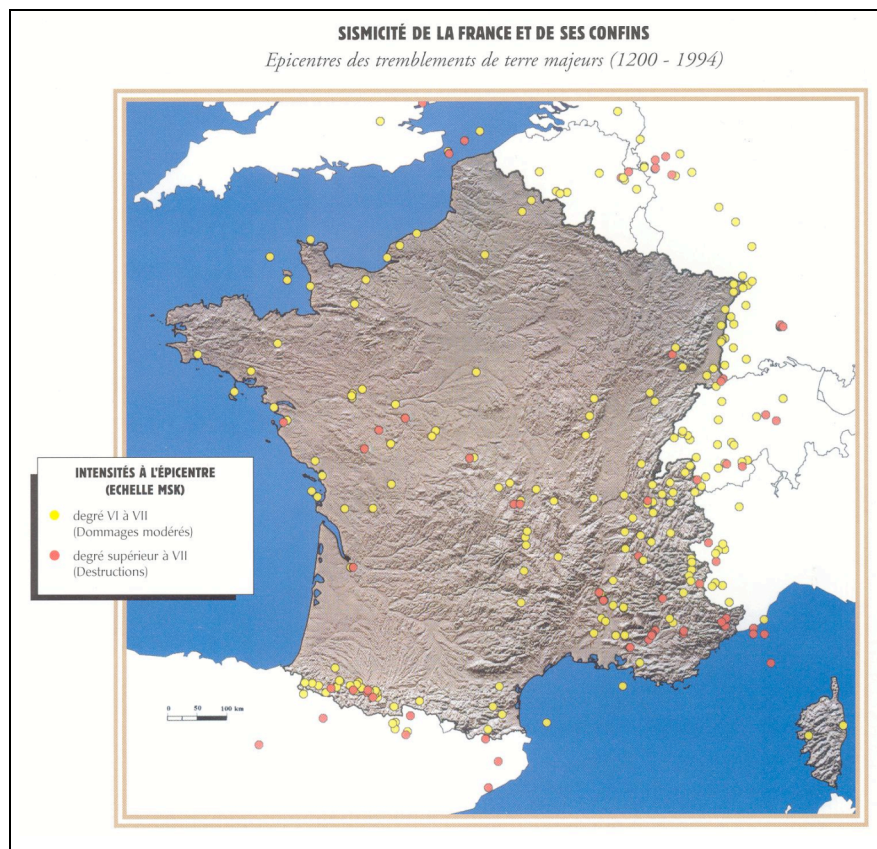 SISMICITÉ DE LA FRANCE ET DE SES CONFINS
Epicentres des tremblements de terre majeurs (1200 - 1994)
INTENSITÉS À L'ÉPICENTRE
(ECHELLE MSK)
degré VI à VII
(Dommages modérés)
degré supérieur à VII
(Destructions)
0 50 100 km